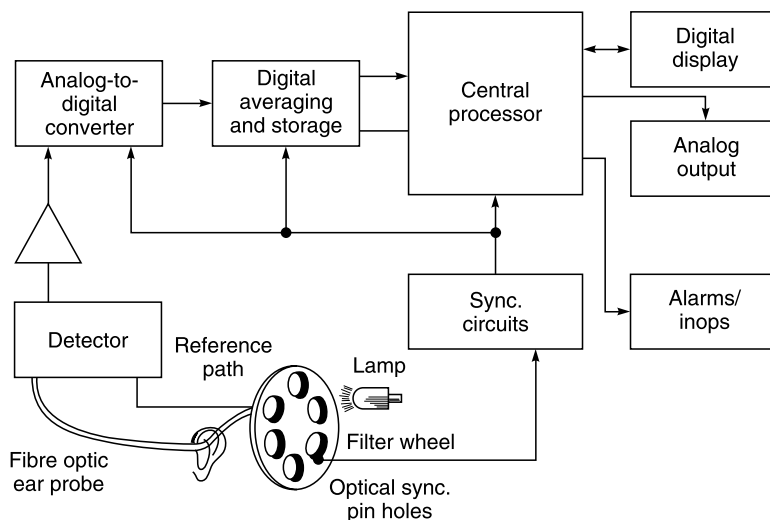 Analog-to-
digital
converter
Digital
averaging
and storage
Central
processor
Digital
display
Analog
output
Detector
Reference
path
Lamp
Sync.
circuits
Alarms/
inops
Filter wheel
Fibre optic
ear probe
Optical sync.
pin holes